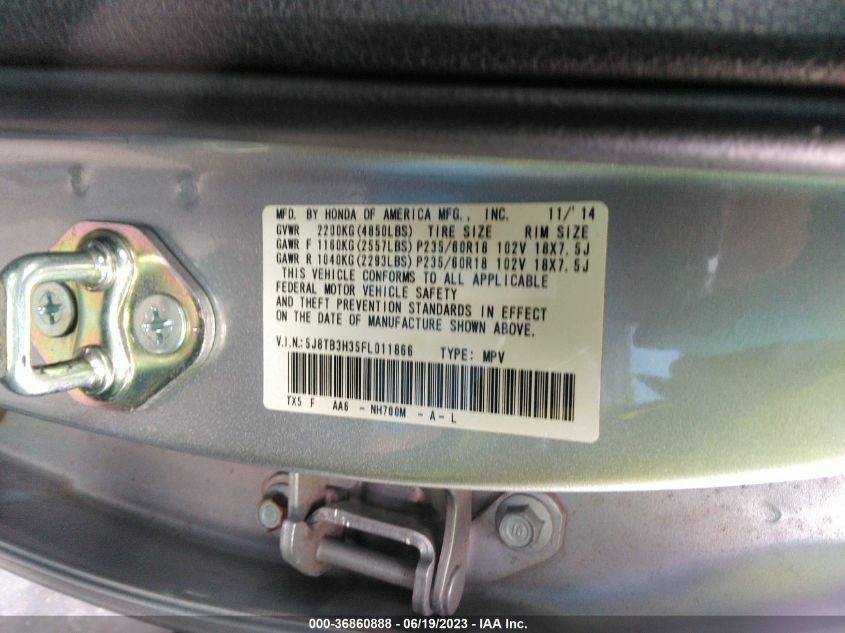 MFD. BY HONDA OF AMERICA MFG., INC. 11/'14
GVWR 2200KG(4850LBS) TIRE SIZE RIM SIZE
GAWR F 1160KG(2557LBS) P235/60R18 102V 18X7.5J
GAWR R 1040KG(2293LBS) P235/60R18 102V 18X7.5J
THIS VEHICLE CONFORMS TO ALL APPLICABLE
FEDERAL MOTOR VEHICLE SAFETY
AND THEFT PREVENTION STANDARDS IN EFFECT
ON THE DATE OF MANUFACTURE SHOWN ABOVE.
V.I.N.:5J8TB3H35FL011866 TYPE: MPV
TX5 F AA6 - NH700M - A - L
000-36860888 - 06/19/2023 - IAA Inc.